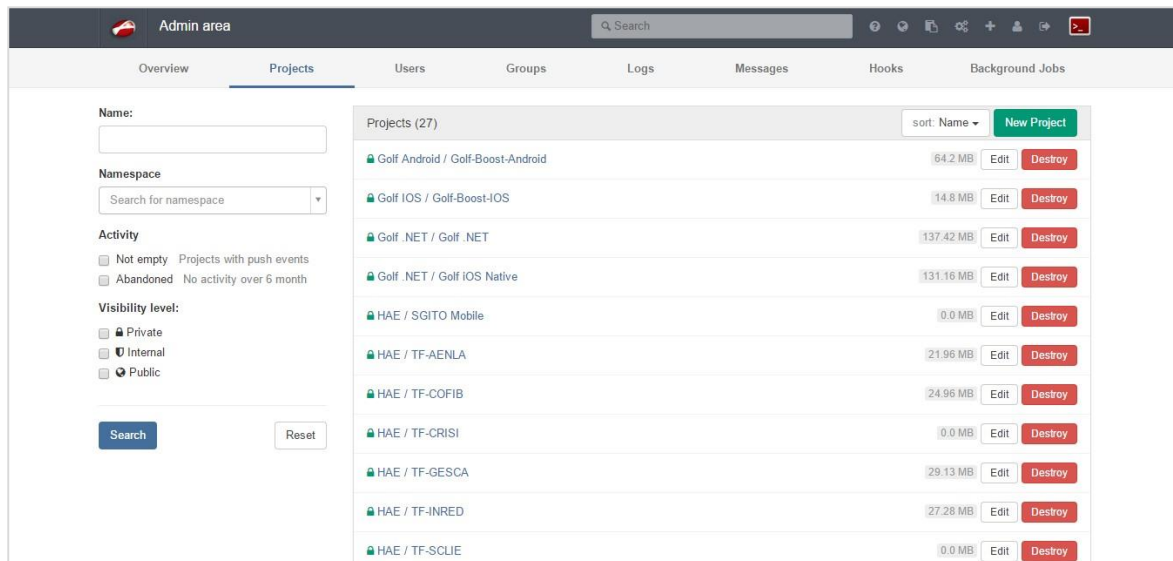 Admin area
Search
Overview Projects Users Groups Logs Messages Hooks Background Jobs
Name:
Namespace
Search for namespace
Activity
Not empty Projects with push events
Abandoned No activity over 6 month
Visibility level:
Private
Internal
Public
Search Reset
Projects (27) sort: Name New Project
Golf Android / Golf-Boost-Android 64.2 MB Edit Destroy
Golf IOS / Golf-Boost-IOS 14.8 MB Edit Destroy
Golf .NET / Golf .NET 137.42 MB Edit Destroy
Golf .NET / Golf iOS Native 131.16 MB Edit Destroy
HAE / SGITO Mobile 0.0 MB Edit Destroy
HAE / TF-AENLA 21.96 MB Edit Destroy
HAE / TF-COFIB 24.96 MB Edit Destroy
HAE / TF-CRISI 0.0 MB Edit Destroy
HAE / TF-GESCA 29.13 MB Edit Destroy
HAE / TF-INRED 27.28 MB Edit Destroy
HAE / TF-SCLIE 0.0 MB Edit Destroy